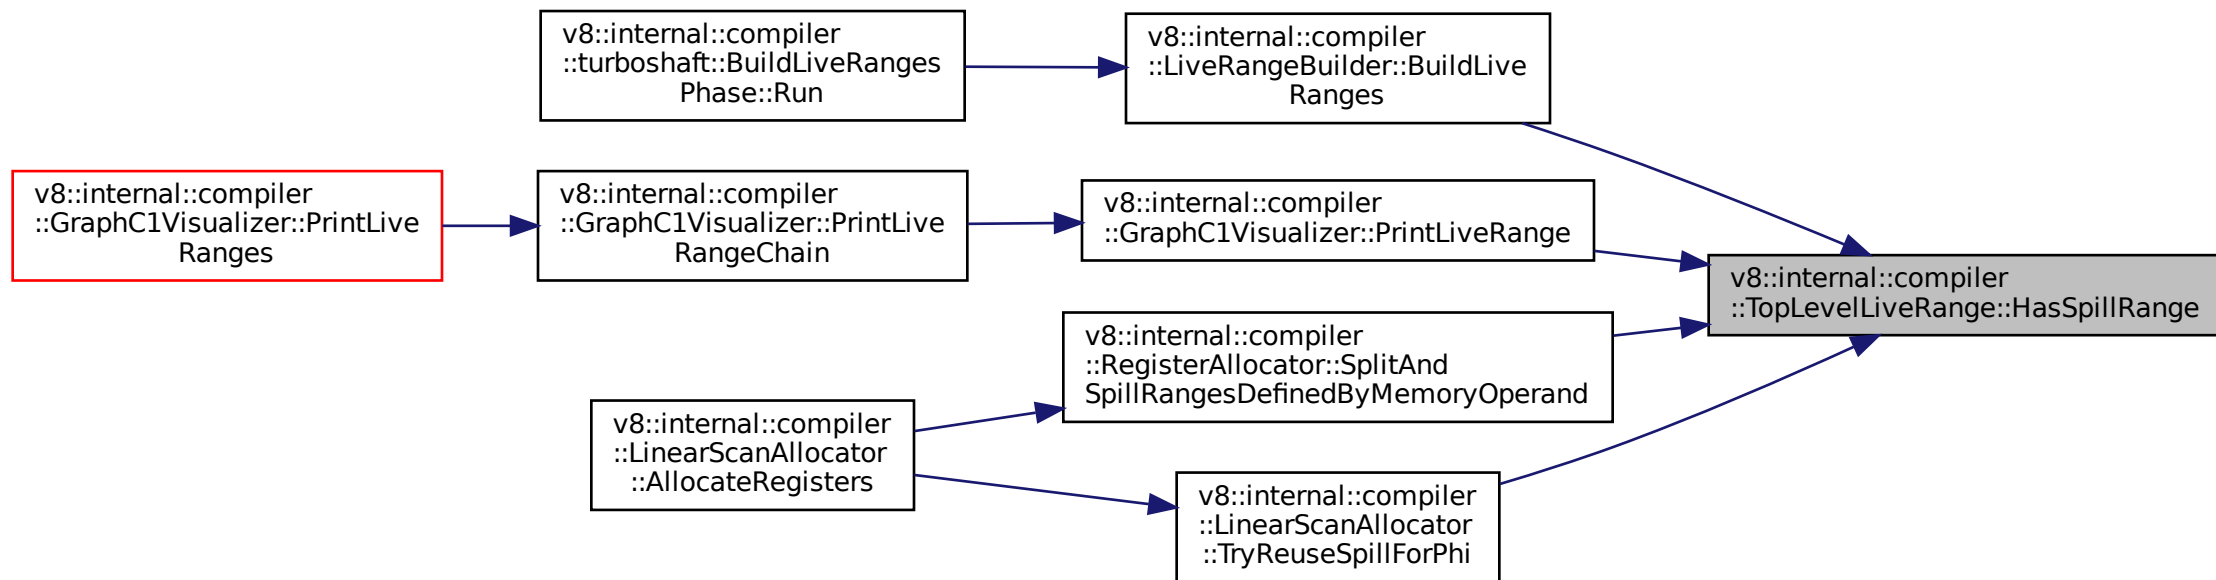 v8::internal::compiler
::turboshaft::BuildLiveRanges
Phase::Run
v8::internal::compiler
::LiveRangeBuilder::BuildLive
Ranges
v8::internal::compiler
::GraphC1Visualizer::PrintLive
Ranges
v8::internal::compiler
::GraphC1Visualizer::PrintLive
RangeChain
v8::internal::compiler
::GraphC1Visualizer::PrintLiveRange
v8::internal::compiler
::TopLevelLiveRange::HasSpillRange
v8::internal::compiler
::RegisterAllocator::SplitAnd
SpillRangesDefinedByMemoryOperand
v8::internal::compiler
::LinearScanAllocator
::AllocateRegisters
v8::internal::compiler
::LinearScanAllocator
::TryReuseSpillForPhi